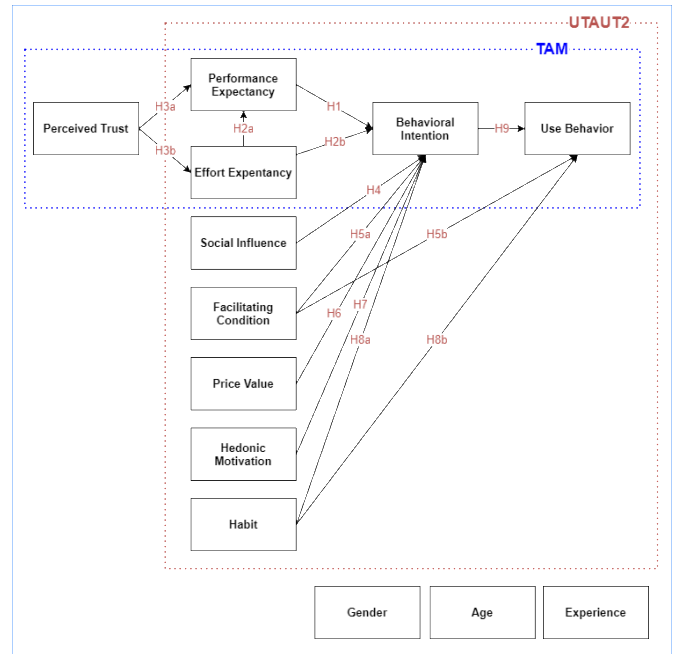 UTAUT2
TAM
Performance
Expectancy
H3a
H1
Perceived Trust
H2a
Behavioral
Intention
H9
Use Behavior
H3b
H2b
Effort Expentancy
H4
Social Influence
H5a
H5b
Facilitating
Condition
H6
H7
H8a
H8b
Price Value
Hedonic
Motivation
Habit
Gender
Age
Experience